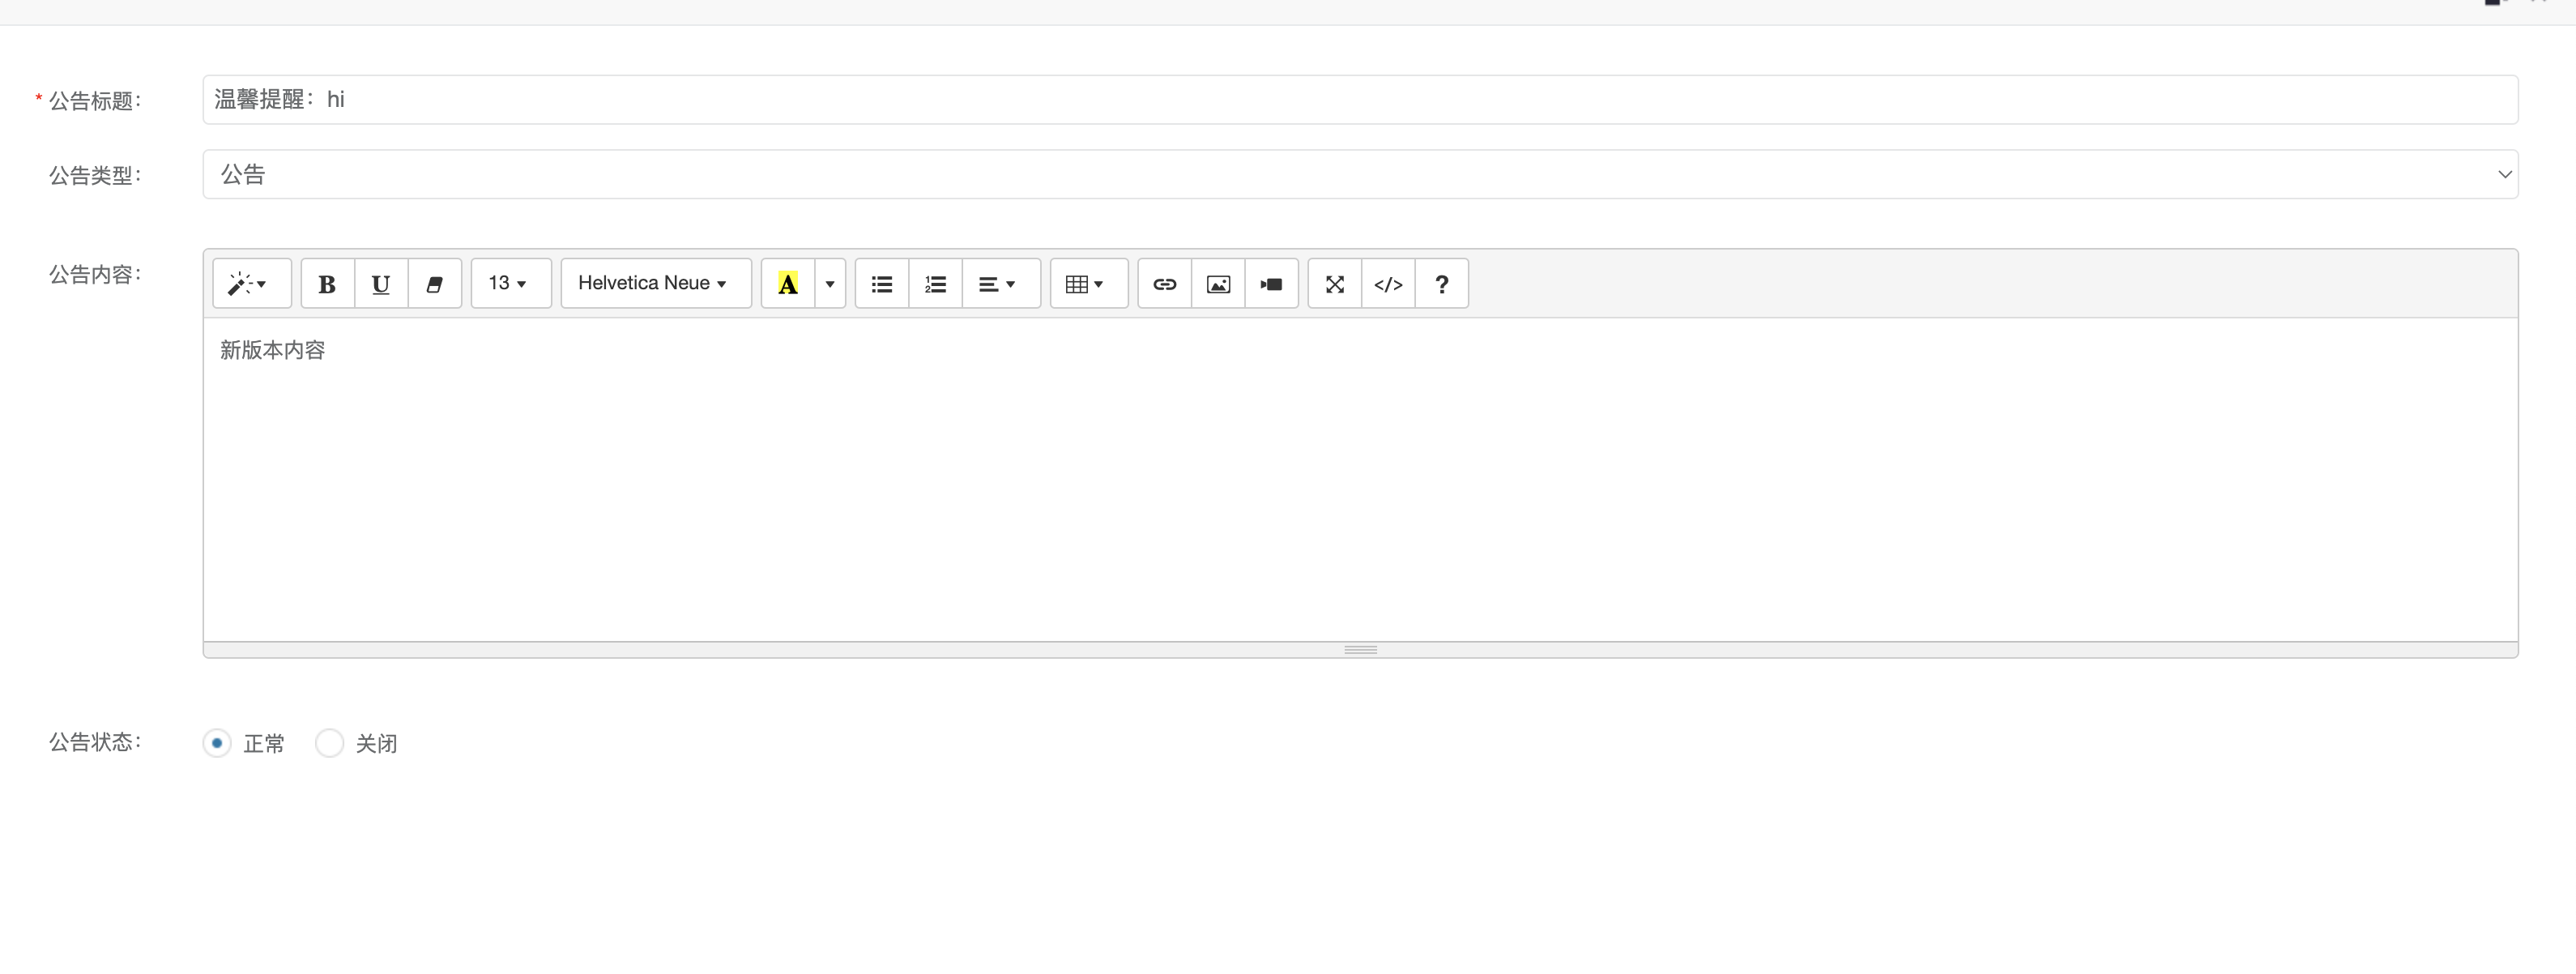 * 公告标题：
温馨提醒：hi
公告类型：
公告
公告内容：
B U 13 Helvetica Neue A </> ?
新版本内容
公告状态：
正常 关闭